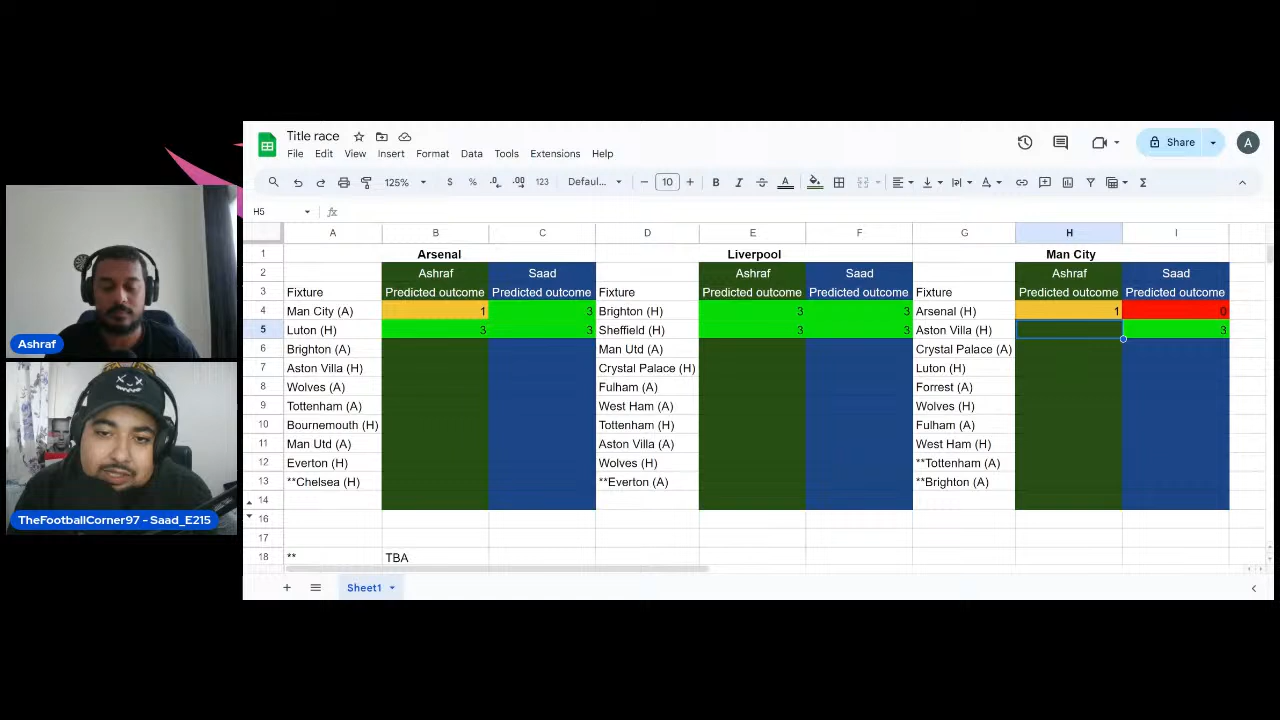 Title race
File Edit View Insert Format Data Tools Extensions Help
Share
A
125% $ % .0 .00 123 Defaul... 10 B I A
H5 fx
A B C D E F G H I
1 Arsenal Liverpool Man City
2 Ashraf Saad Ashraf Saad Ashraf Saad
3 Fixture Predicted outcome Predicted outcome Fixture Predicted outcome Predicted outcome Fixture Predicted outcome Predicted outcome
4 Man City (A) 1 3 Brighton (H) 3 3 Arsenal (H) 1 0
5 Luton (H) 3 3 Sheffield (H) 3 3 Aston Villa (H) 3
6 Brighton (A) Man Utd (A) Crystal Palace (A)
7 Aston Villa (H) Crystal Palace (H) Luton (H)
8 Wolves (A) Fulham (A) Forrest (A)
9 Tottenham (A) West Ham (A) Wolves (H)
10 Bournemouth (H) Tottenham (H) Fulham (A)
11 Man Utd (A) Aston Villa (A) West Ham (H)
12 Everton (H) Wolves (H) **Tottenham (A)
13 **Chelsea (H) **Everton (A) **Brighton (A)
14
16
17
18 ** TBA
Sheet1
Ashraf
TheFootballCorner97 - Saad_E215